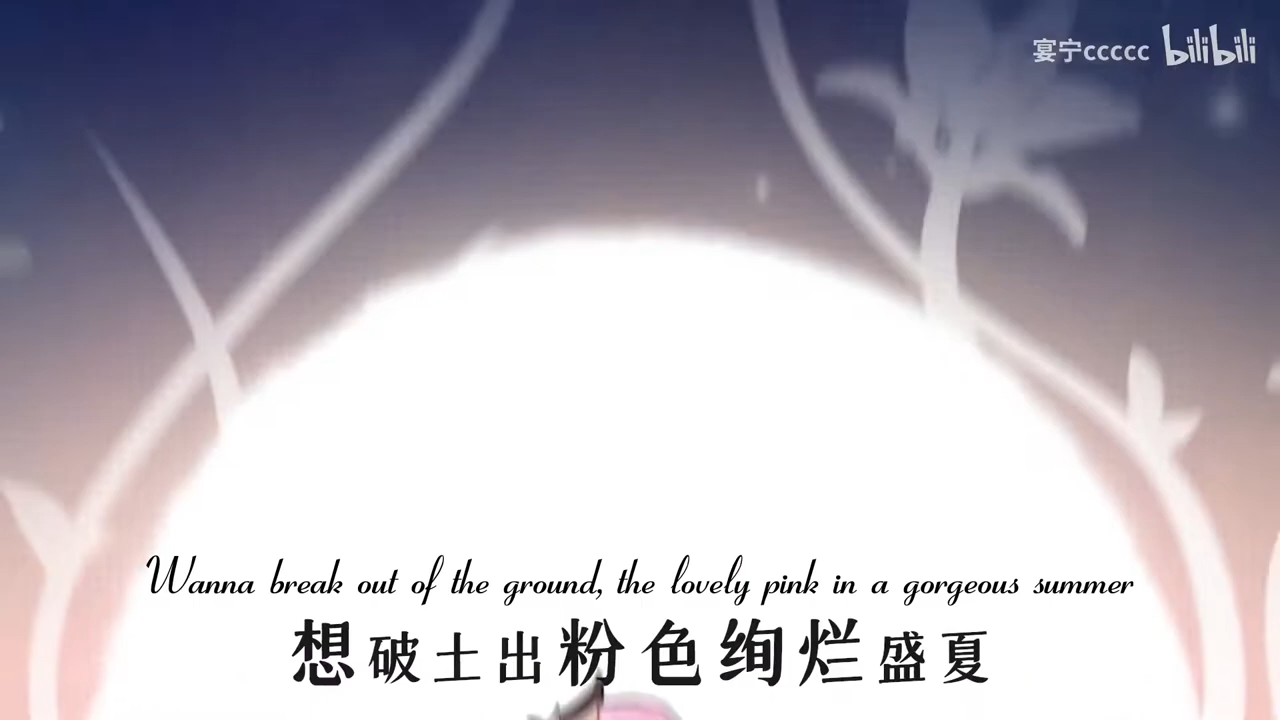 宴宁ccccc bilibili
Wanna break out of the ground, the lovely pink in a gorgeous summer
想破土出粉色绚烂盛夏